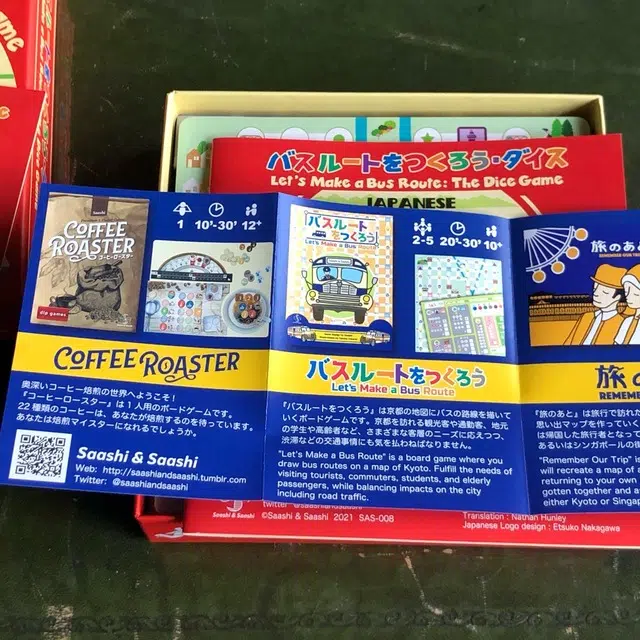 バスルートをつくろう・ダイス
Let's Make a Bus Route: The Dice Game
JAPANESE
Saashi
COFFEE
ROASTER
コーヒーロースター
dlp games
1 10'-30' 12+
COFFEE ROASTER
奥深いコーヒー焙煎の世界へようこそ!
『コーヒーロースター』は1人用のボードゲームです。
22種類のコーヒーは、あなたが焙煎するのを待っています。
あなたは焙煎マイスターになれるでしょうか。
Saashi & Saashi
Web: http://saashiandsaashi.tumblr.com
Twitter: @saashiandsaashi
バスルート
をつくろう
Let's Make a Bus Route
2-5 20'-30' 10+
バスルートをつくろう
Let's Make a Bus Route
『バスルートをつくろう』は京都の地図にバスの路線を描いて
いくボードゲームです。京都を訪れる観光客や通勤客、地元
の学生や高齢者など、さまざまな客層のニーズに応えつつ、
渋滞などの交通事情にも気を払わねばなりません。
"Let's Make a Bus Route" is a board game where you
draw bus routes on a map of Kyoto. Fulfill the needs of
visiting tourists, commuters, students, and elderly
passengers, while balancing impacts on the city
including road traffic.
旅のあ
REMEMBER OUR TRIP
旅の
REMEMB
『旅のあと』は旅行で訪れ
思い出マップを作っていく
は帰国した旅行者となって
あるいはシンガポールの街
"Remember Our Trip" is
will recreate a map of
returning to your own
gotten together and a
either Kyoto or Singap
Saashi & Saashi
twitter @saashiandsaashi
©Saashi & Saashi 2021 SAS-008
Translation : Nathan Hunley
Japanese Logo design : Etsuko Nakagawa